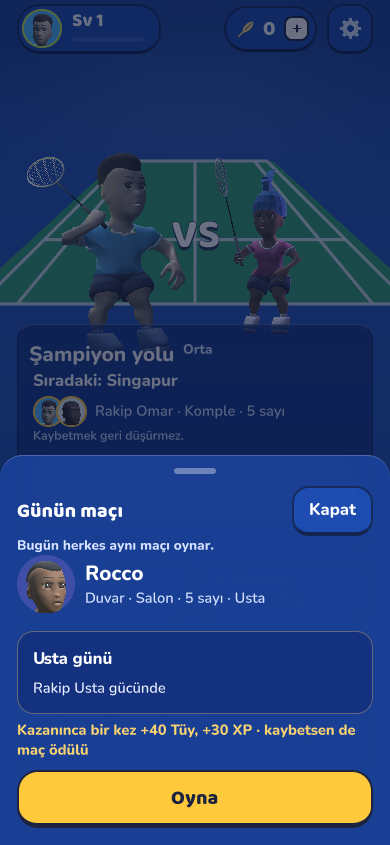 Sv 1
0
+
VS
Şampiyon yolu Orta
Sıradaki: Singapur
Rakip Omar · Komple · 5 sayı
Kaybetmek geri düşürmez.
Günün maçı
Kapat
Bugün herkes aynı maçı oynar.
Rocco
Duvar · Salon · 5 sayı · Usta
Usta günü
Rakip Usta gücünde
Kazanınca bir kez +40 Tüy, +30 XP · kaybetsen de
maç ödülü
Oyna